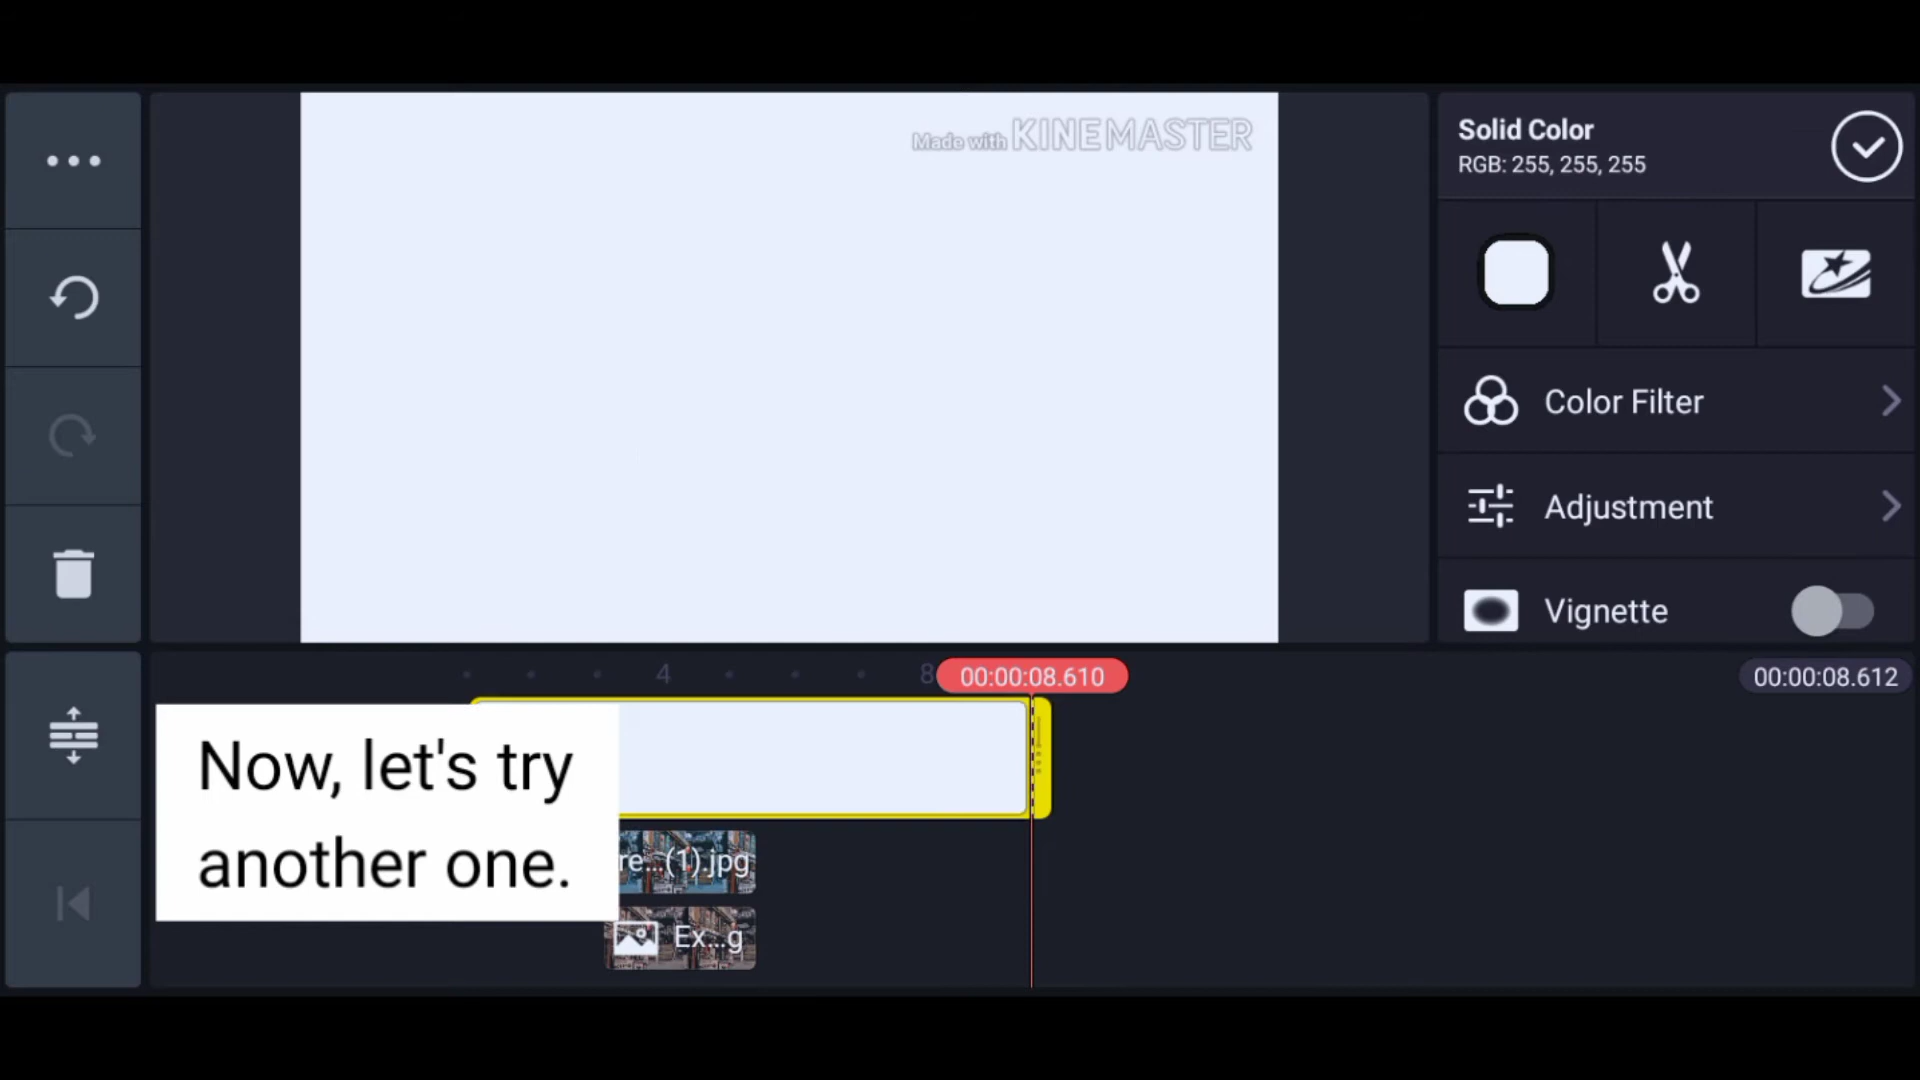 Made with KINEMASTER
Solid Color
RGB: 255, 255, 255
Color Filter
Adjustment
Vignette
4
8
00:00:08.610
00:00:08.612
Now, let's try
another one.
re...(1).jpg
Ex...g